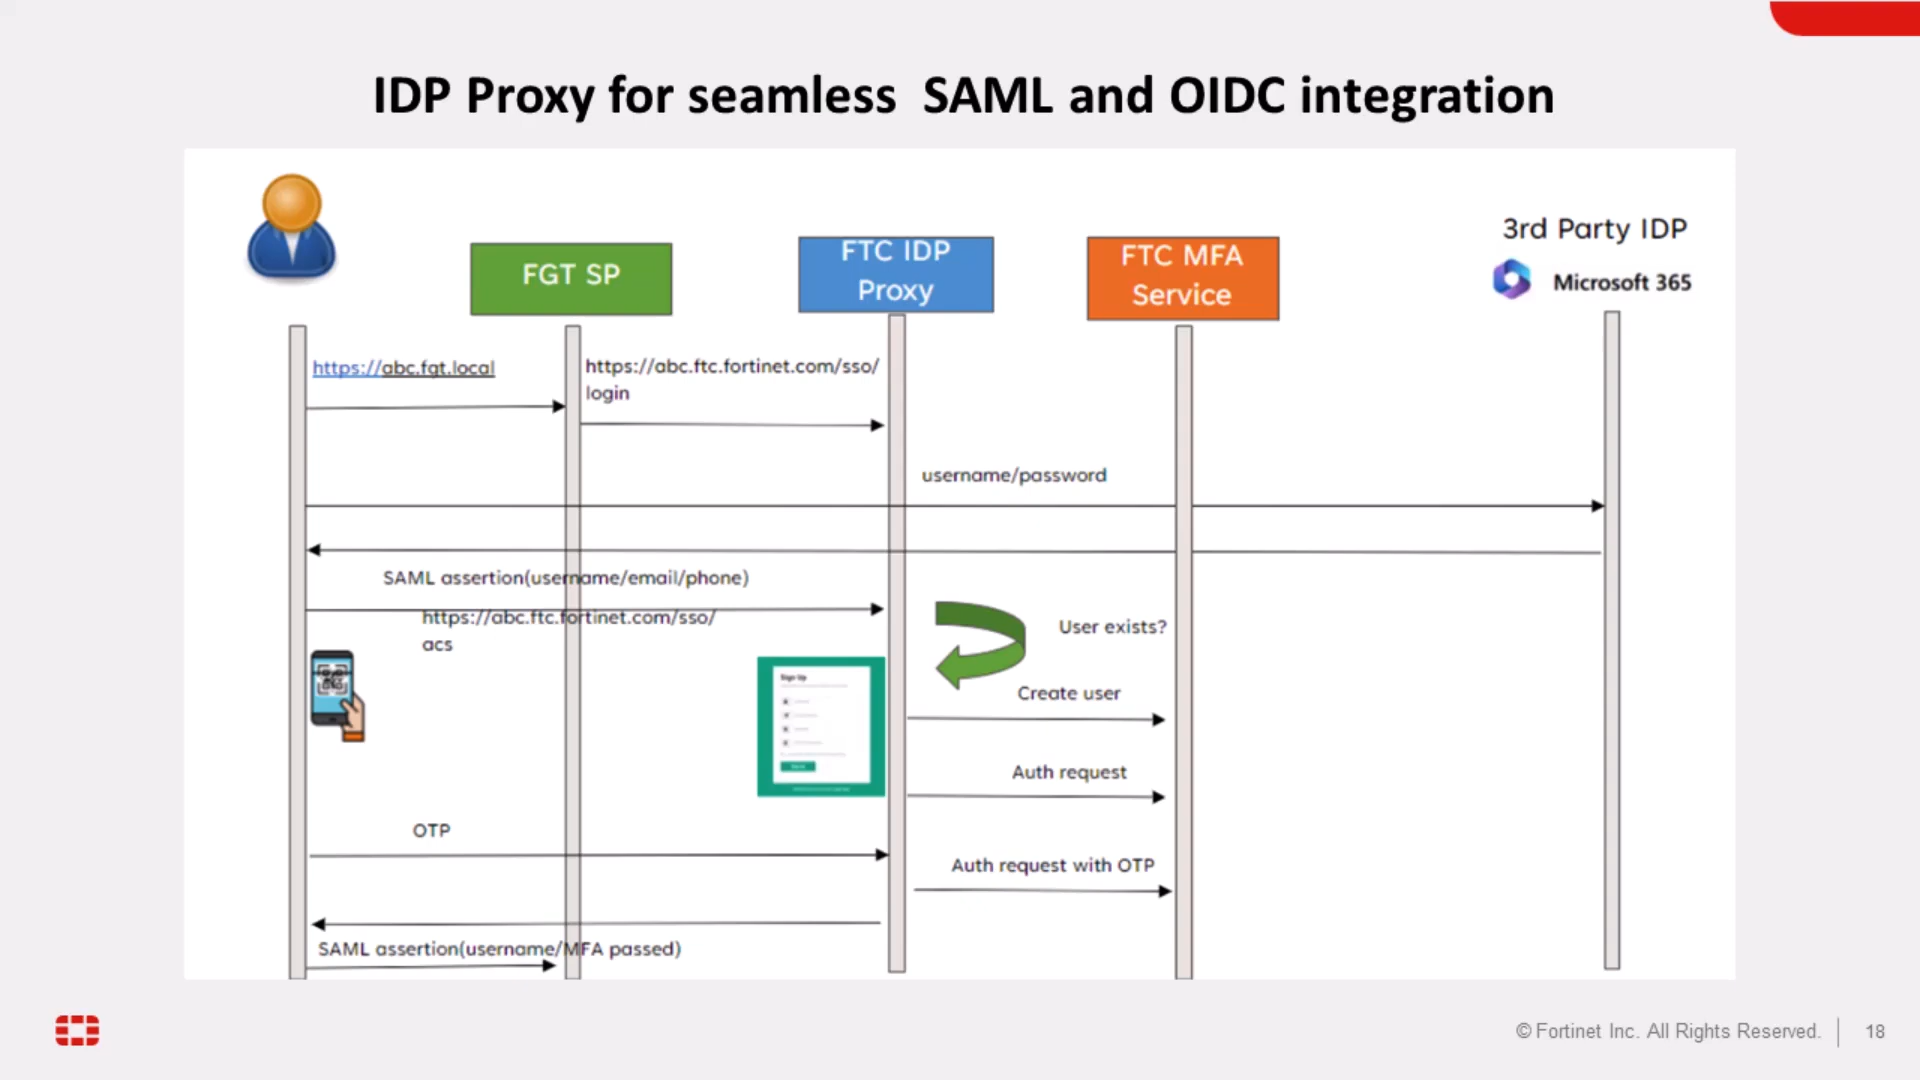 IDP Proxy for seamless  SAML and OIDC integration
3rd Party IDP
Microsoft 365
FGT SP
FTC IDP
Proxy
FTC MFA
Service
https://abc.fgt.local
https://abc.ftc.fortinet.com/sso/
login
username/password
SAML assertion(username/email/phone)
https://abc.ftc.fortinet.com/sso/
acs
User exists?
Sign Up
Create user
Auth request
OTP
Auth request with OTP
SAML assertion(username/MFA passed)
© Fortinet Inc. All Rights Reserved.
18